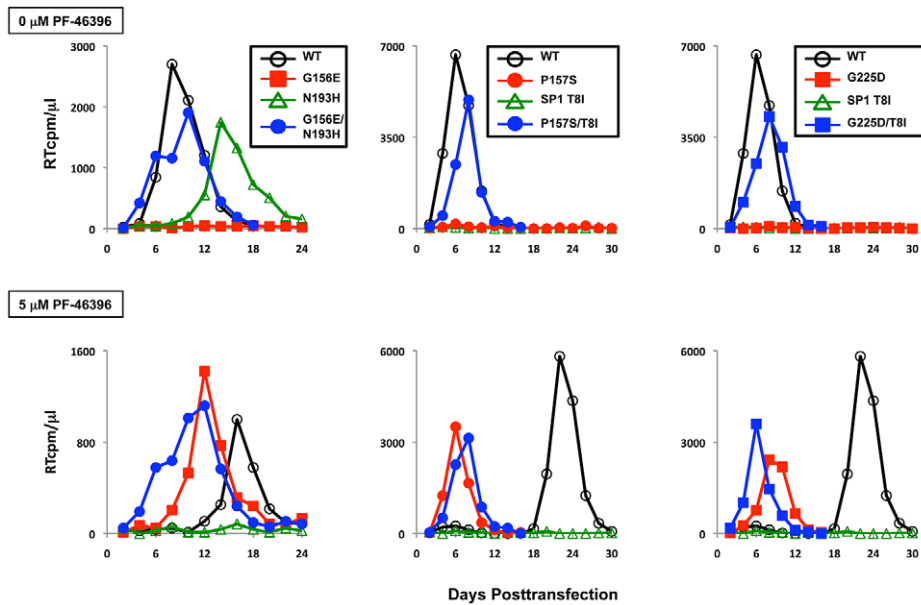 0 μM PF-46396
3000
2000
1000
0
RTcpm/μl
0 6 12 18 24
WT
G156E
N193H
G156E/
N193H
7000
3500
0
0 6 12 18 24 30
WT
P157S
SP1 T8I
P157S/T8I
7000
3500
0
0 6 12 18 24 30
WT
G225D
SP1 T8I
G225D/T8I
5 μM PF-46396
1600
800
0
RTcpm/μl
0 6 12 18 24
6000
3000
0
0 6 12 18 24 30
6000
3000
0
0 6 12 18 24 30
Days Posttransfection